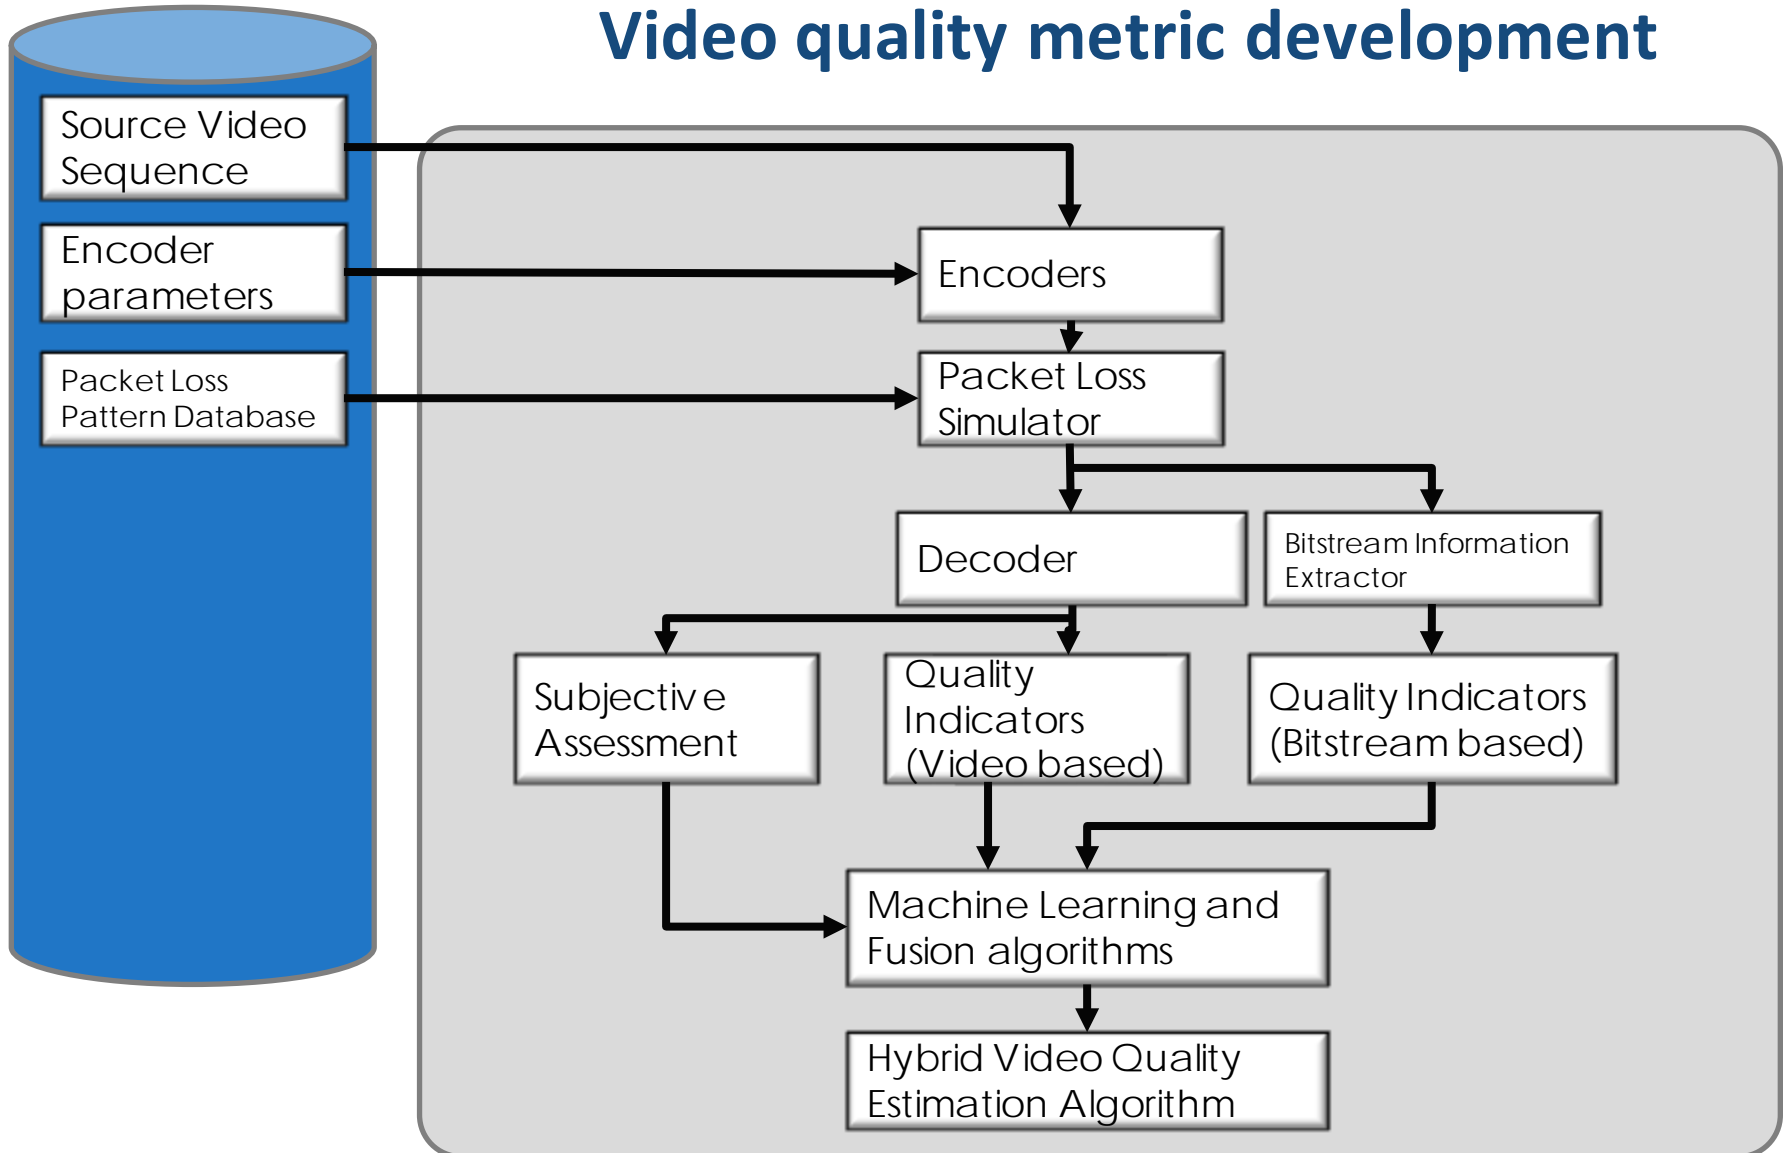 Video quality metric development
Source Video
Sequence
Encoder
parameters
Packet Loss
Pattern Database
Encoders
Packet Loss
Simulator
Decoder
Bitstream Information
Extractor
Subjective
Assessment
Quality
Indicators
(Video based)
Quality Indicators
(Bitstream based)
Machine Learning and
Fusion algorithms
Hybrid Video Quality
Estimation Algorithm